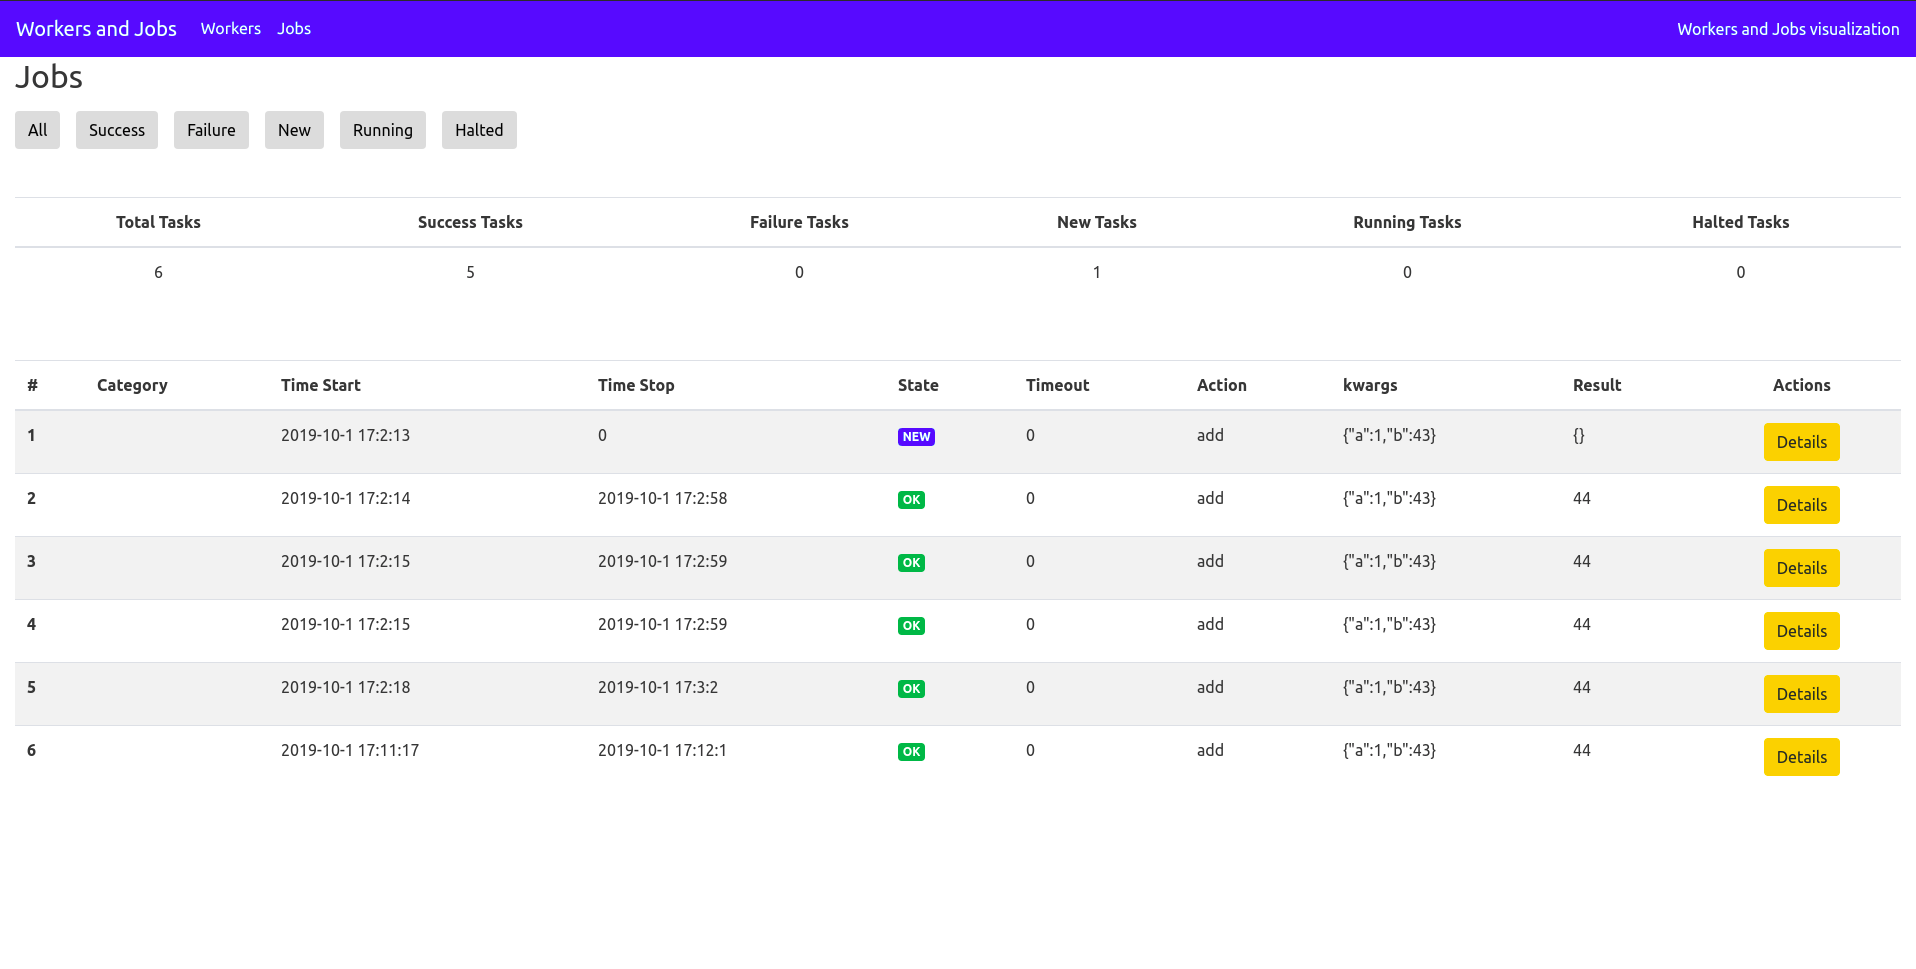 Workers and Jobs Workers Jobs Workers and Jobs visualization
Jobs
All Success Failure New Running Halted
Total Tasks Success Tasks Failure Tasks New Tasks Running Tasks Halted Tasks
6 5 0 1 0 0
# Category Time Start Time Stop State Timeout Action kwargs Result Actions
1 2019-10-1 17:2:13 0 NEW 0 add {"a":1,"b":43} {} Details
2 2019-10-1 17:2:14 2019-10-1 17:2:58 OK 0 add {"a":1,"b":43} 44 Details
3 2019-10-1 17:2:15 2019-10-1 17:2:59 OK 0 add {"a":1,"b":43} 44 Details
4 2019-10-1 17:2:15 2019-10-1 17:2:59 OK 0 add {"a":1,"b":43} 44 Details
5 2019-10-1 17:2:18 2019-10-1 17:3:2 OK 0 add {"a":1,"b":43} 44 Details
6 2019-10-1 17:11:17 2019-10-1 17:12:1 OK 0 add {"a":1,"b":43} 44 Details